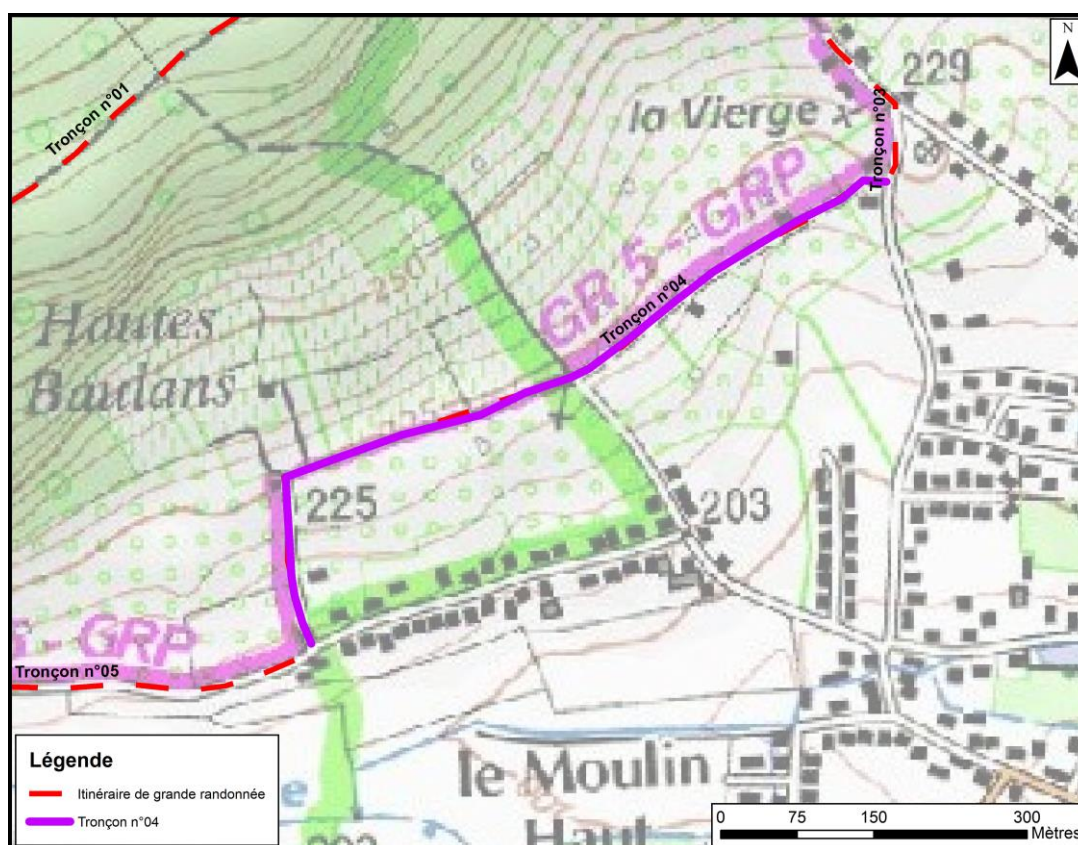 N
Tronçon n°01
229
Tronçon n°03
la Vierge
GR 5 - GRP
Tronçon n°04
Hautes
Baudans
225
203
5 - GRP
Tronçon n°05
le Moulin
Haut
Légende
Itinéraire de grande randonnée
Tronçon n°04
0 75 150 300
Mètres